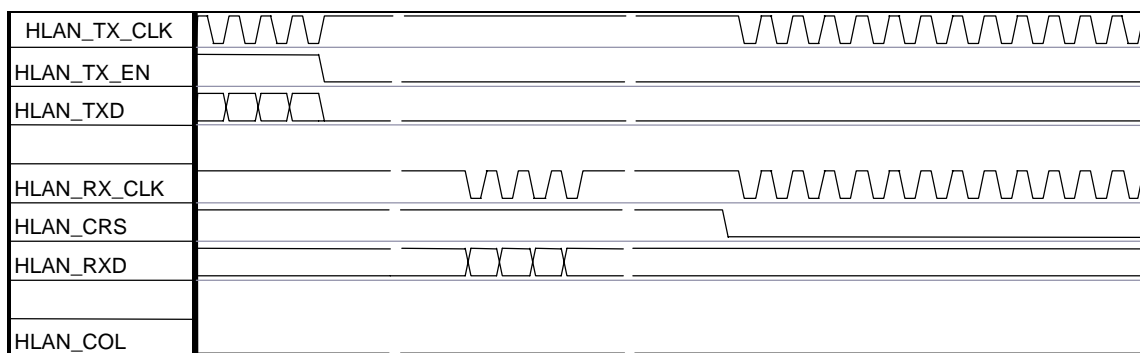 HLAN_TX_CLK
HLAN_TX_EN
HLAN_TXD
HLAN_RX_CLK
HLAN_CRS
HLAN_RXD
HLAN_COL